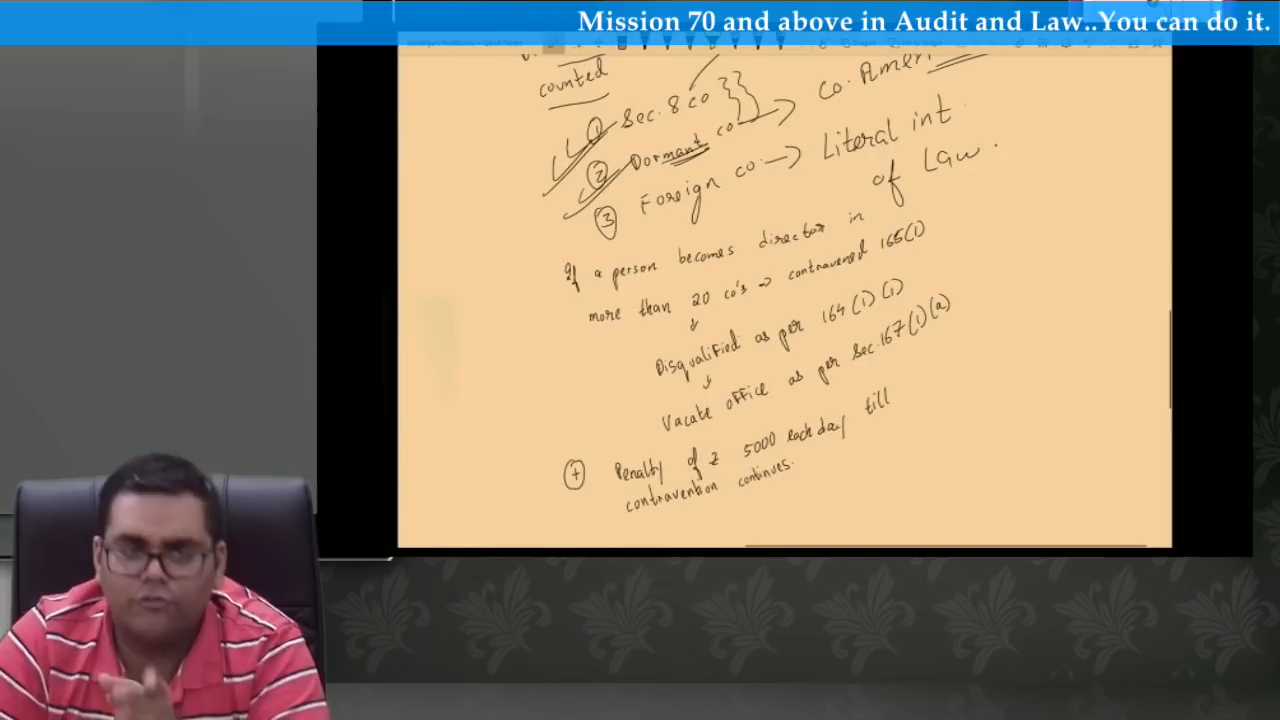 Mission 70 and above in Audit and Law..You can do it.
counted
① Sec. 8 co
② Dormant co → co. Amen
③ Foreign co. → Literal int
of Law.
If a person becomes director in
more than 20 co's → contravened 165(1)
↓
Disqualified as per 164(1)(i)
↓
Vacate office as per Sec. 167(1)(a)
+ Penalty of ₹ 5000 each day till
contravention continues.